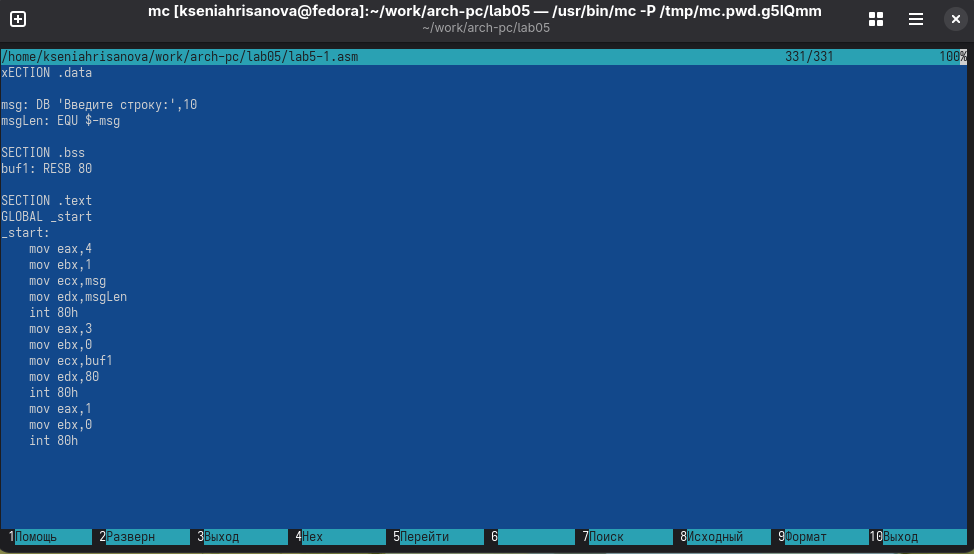 mc [kseniahrisanova@fedora]:~/work/arch-pc/lab05 — /usr/bin/mc -P /tmp/mc.pwd.g5IQmm
~/work/arch-pc/lab05
/home/kseniahrisanova/work/arch-pc/lab05/lab5-1.asm 331/331 100%
xECTION .data
msg: DB 'Введите строку:',10
msgLen: EQU $-msg
SECTION .bss
buf1: RESB 80
SECTION .text
GLOBAL _start
_start:
mov eax,4
mov ebx,1
mov ecx,msg
mov edx,msgLen
int 80h
mov eax,3
mov ebx,0
mov ecx,buf1
mov edx,80
int 80h
mov eax,1
mov ebx,0
int 80h
1Помощь 2Разверн 3Выход 4Hex 5Перейти 6 7Поиск 8Исходный 9Формат 10Выход